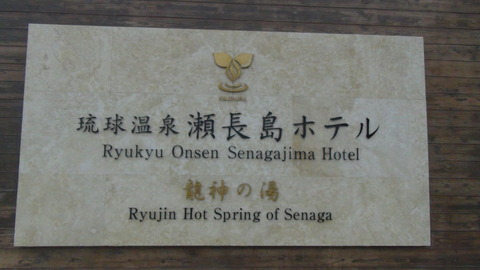 琉球温泉 瀬長島ホテル
Ryukyu Onsen Senagajima Hotel
龍神の湯
Ryujin Hot Spring of Senaga